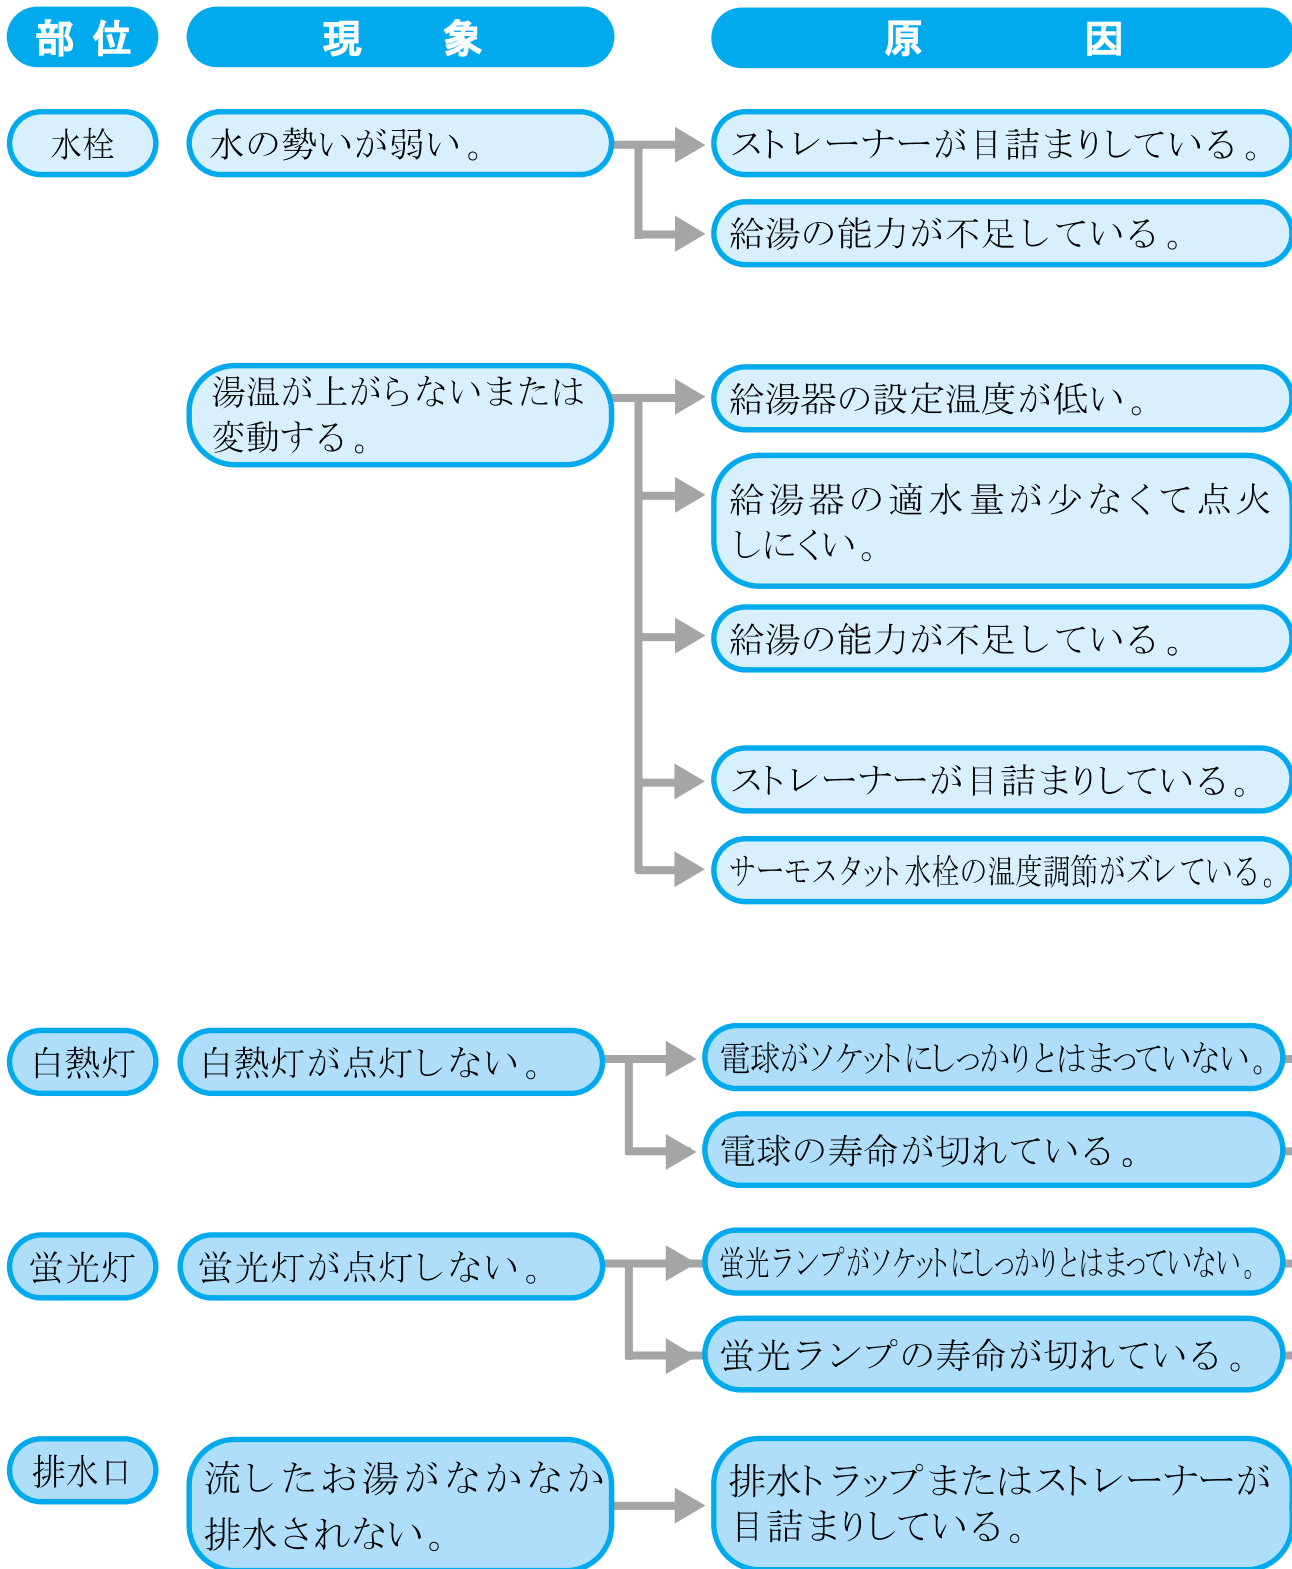 部位 現象 原因
水栓 水の勢いが弱い。 ストレーナーが目詰まりしている。
給湯の能力が不足している。
湯温が上がらないまたは
変動する。
給湯器の設定温度が低い。
給湯器の適水量が少なくて点火
しにくい。
給湯の能力が不足している。
ストレーナーが目詰まりしている。
サーモスタット水栓の温度調節がズレている。
白熱灯 白熱灯が点灯しない。 電球がソケットにしっかりとはまっていない。
電球の寿命が切れている。
蛍光灯 蛍光灯が点灯しない。 蛍光ランプがソケットにしっかりとはまっていない。
蛍光ランプの寿命が切れている。
排水口
流したお湯がなかなか
排水されない。
排水トラップまたはストレーナーが
目詰まりしている。